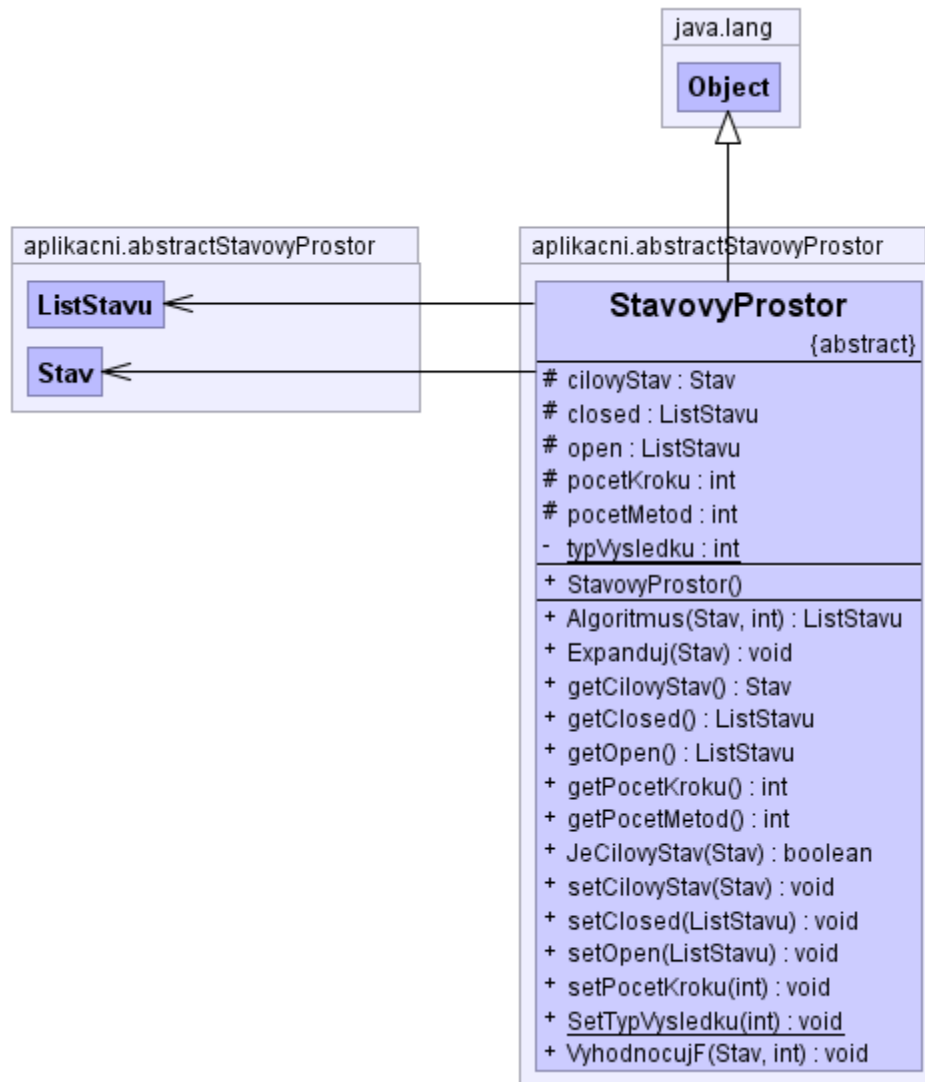 java.lang
Object
aplikacni.abstractStavovyProstor
ListStavu
Stav
aplikacni.abstractStavovyProstor
StavovyProstor
{abstract}
# cilovyStav : Stav
# closed : ListStavu
# open : ListStavu
# pocetKroku : int
# pocetMetod : int
- typVysledku : int
+ StavovyProstor()
+ Algoritmus(Stav, int) : ListStavu
+ Expanduj(Stav) : void
+ getCilovyStav() : Stav
+ getClosed() : ListStavu
+ getOpen() : ListStavu
+ getPocetKroku() : int
+ getPocetMetod() : int
+ JeCilovyStav(Stav) : boolean
+ setCilovyStav(Stav) : void
+ setClosed(ListStavu) : void
+ setOpen(ListStavu) : void
+ setPocetKroku(int) : void
+ SetTypVysledku(int) : void
+ VyhodnocujF(Stav, int) : void